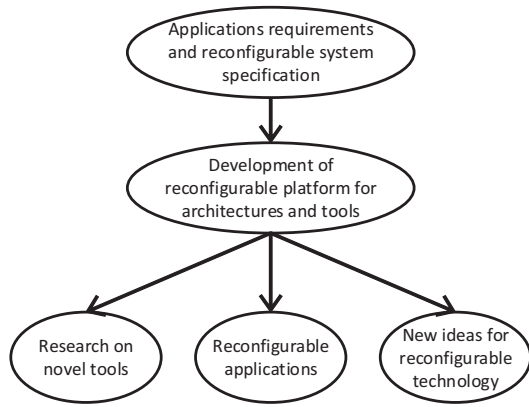 Applications requirements
and reconfigurable system
specification
Development of
reconfigurable platform for
architectures and tools
Research on
novel tools
Reconfigurable
applications
New ideas for
reconfigurable
technology